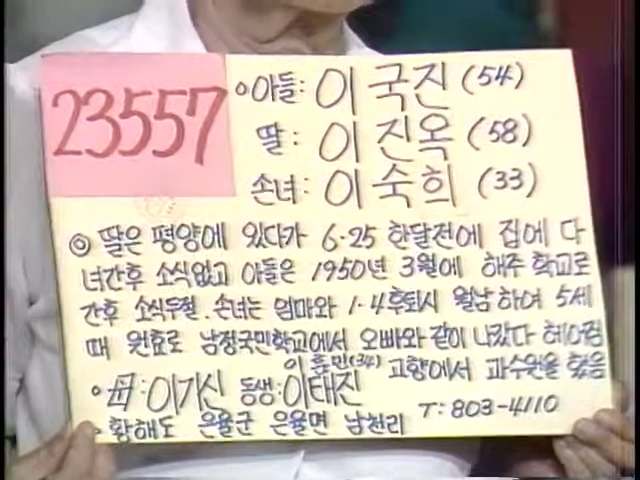 23557
○아들: 이국진 (54)
딸: 이진옥 (58)
손녀: 이숙희 (33)
◎ 딸은 평양에 있다가 6·25 한달전에 집에 다
녀간후 소식없고 아들은 1950년 3월에 해주 학교로
간후 소식두절. 손녀는 엄마와 1·4후퇴시 월남하여 5세
때 원효로 남정국민학교에서 오빠와 같이 나갔다 헤어짐
이훈민(34) 고향에서 과수원을 했음
· 母: 이기신 동생: 이태진
· 황해도 은율군 은율면 남천리 T: 803-4110